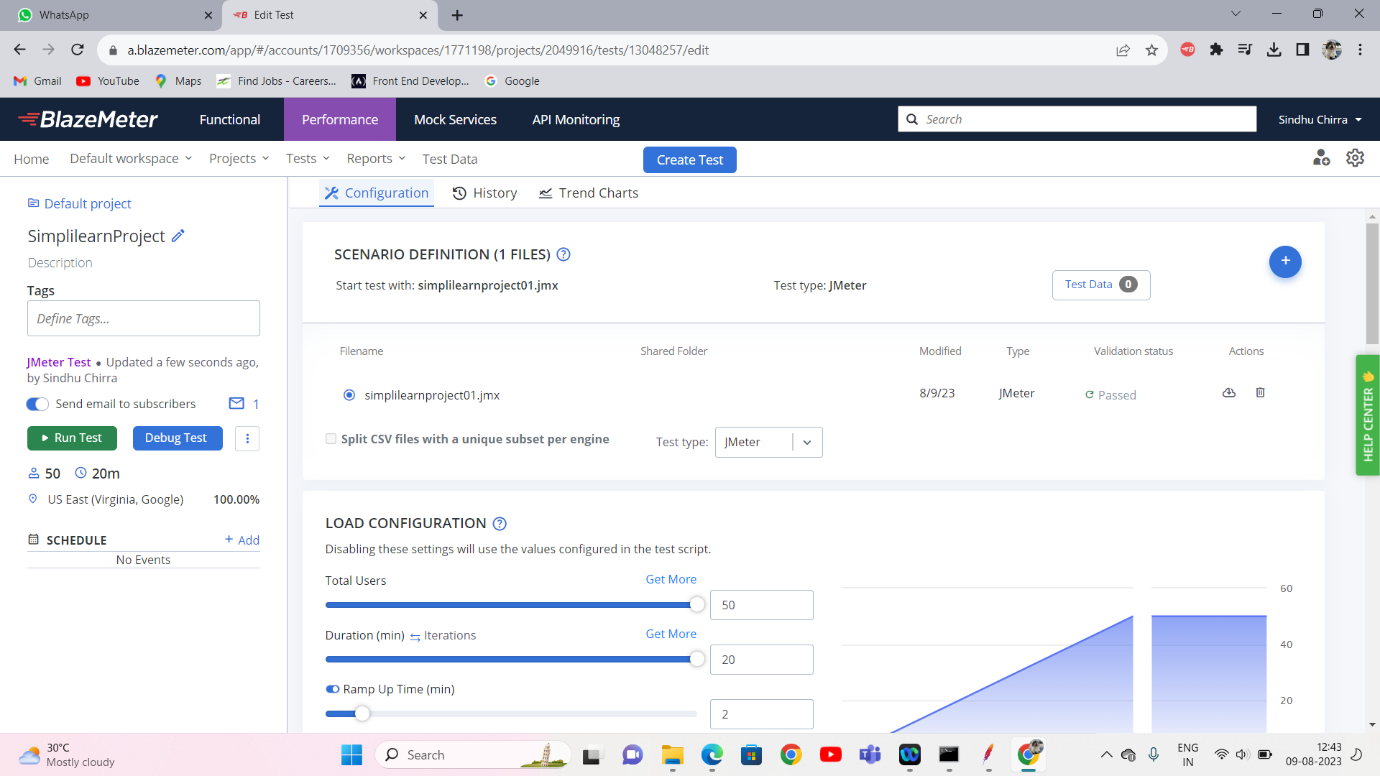 WhatsApp
Edit Test
a.blazemeter.com/app/#/accounts/1709356/workspaces/1771198/projects/2049916/tests/13048257/edit
Gmail YouTube Maps Find Jobs - Careers... Front End Develop... Google
BlazeMeter Functional Performance Mock Services API Monitoring Search Sindhu Chirra
Home Default workspace Projects Tests Reports Test Data Create Test
Default project
SimplilearnProject
Description
Tags
Define Tags...
JMeter Test • Updated a few seconds ago,
by Sindhu Chirra
Send email to subscribers 1
Run Test Debug Test
50 20m
US East (Virginia, Google) 100.00%
SCHEDULE + Add
No Events
Configuration History Trend Charts
SCENARIO DEFINITION (1 FILES)
Start test with: simplilearnproject01.jmx Test type: JMeter Test Data 0
Filename Shared Folder Modified Type Validation status Actions
simplilearnproject01.jmx 8/9/23 JMeter Passed
Split CSV files with a unique subset per engine Test type: JMeter
LOAD CONFIGURATION
Disabling these settings will use the values configured in the test script.
Total Users Get More 50
Duration (min) Iterations Get More 20
Ramp Up Time (min) 2
60
40
20
HELP CENTER
30°C
Mostly cloudy
Search
ENG
IN
12:43
09-08-2023